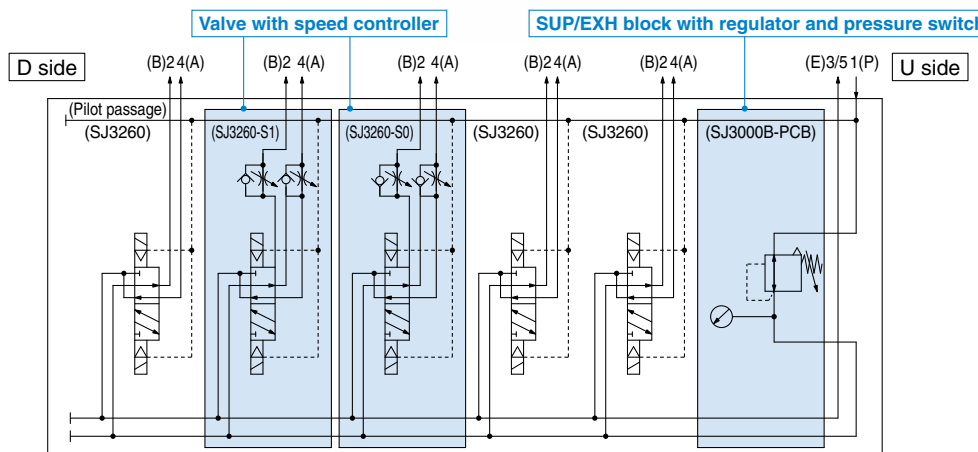 Valve with speed controller
SUP/EXH block with regulator and pressure switch
D side
(B)2 4(A)
(B)2 4(A)
(B)2 4(A)
(B)2 4(A)
(B)2 4(A)
(E)3/5 1(P)
U side
(Pilot passage)
(SJ3260)
(SJ3260-S1)
(SJ3260-S0)
(SJ3260)
(SJ3260)
(SJ3000B-PCB)